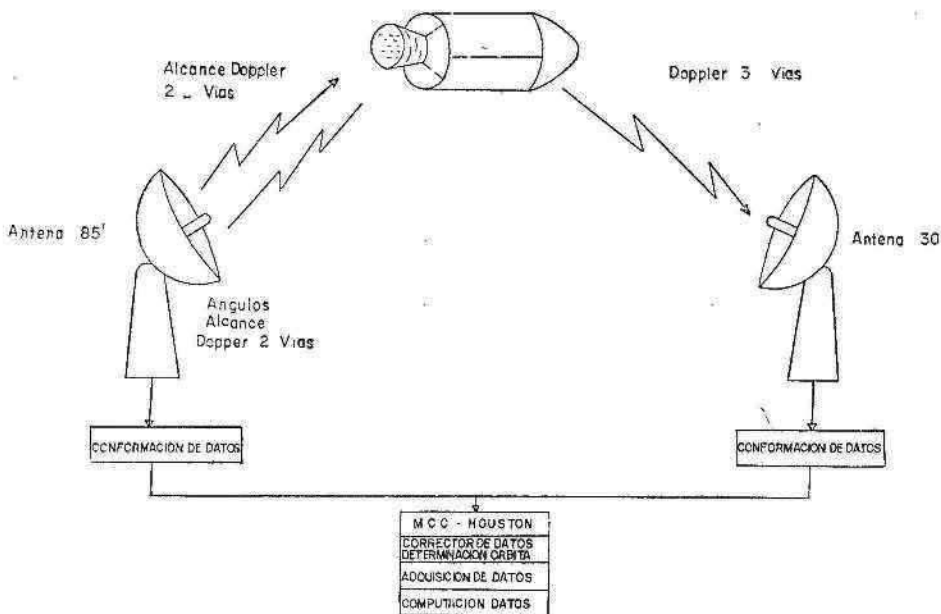 Alcance Doppler
2 Vias
Doppler 3 Vias
Antena 85'
Antena 30
Angulos
Alcance
Dopper 2 Vias
CONFORMACION DE DATOS
CONFORMACION DE DATOS
MCC - HOUSTON
CORRECTOR DE DATOS
DETERMINACION ORBITA
ADQUISICION DE DATOS
COMPUTACION DATOS